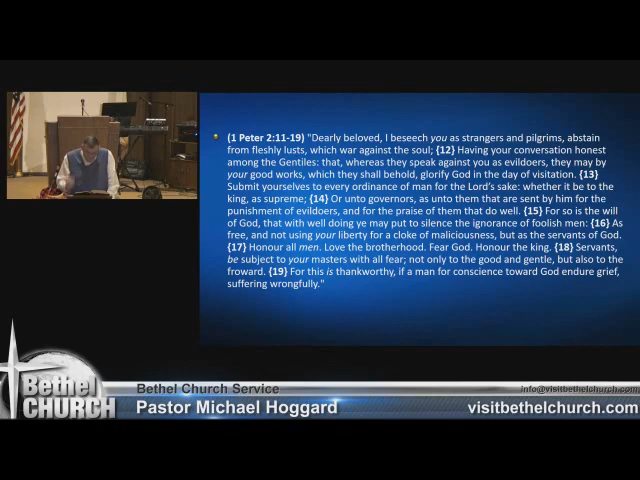 (1 Peter 2:11-19) "Dearly beloved, I beseech you as strangers and pilgrims, abstain
from fleshly lusts, which war against the soul; {12} Having your conversation honest
among the Gentiles: that, whereas they speak against you as evildoers, they may by
your good works, which they shall behold, glorify God in the day of visitation. {13}
Submit yourselves to every ordinance of man for the Lord's sake: whether it be to the
king, as supreme; {14} Or unto governors, as unto them that are sent by him for the
punishment of evildoers, and for the praise of them that do well. {15} For so is the will
of God, that with well doing ye may put to silence the ignorance of foolish men: {16} As
free, and not using your liberty for a cloke of maliciousness, but as the servants of God.
{17} Honour all men. Love the brotherhood. Fear God. Honour the king. {18} Servants,
be subject to your masters with all fear; not only to the good and gentle, but also to the
froward. {19} For this is thankworthy, if a man for conscience toward God endure grief,
suffering wrongfully."
Bethel
CHURCH
Bethel Church Service
info@visitbethelchurch.com
Pastor Michael Hoggard
visitbethelchurch.com